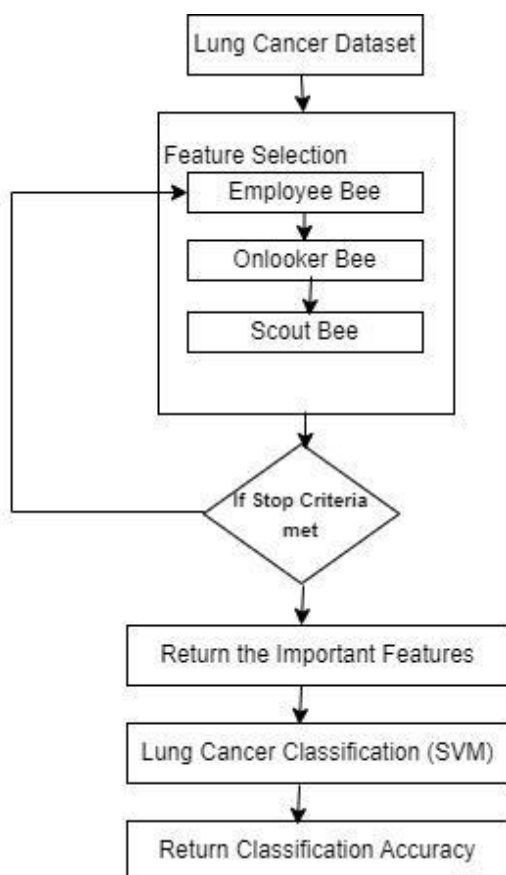 Lung Cancer Dataset
Feature Selection
Employee Bee
Onlooker Bee
Scout Bee
If Stop Criteria
met
Return the Important Features
Lung Cancer Classification (SVM)
Return Classification Accuracy